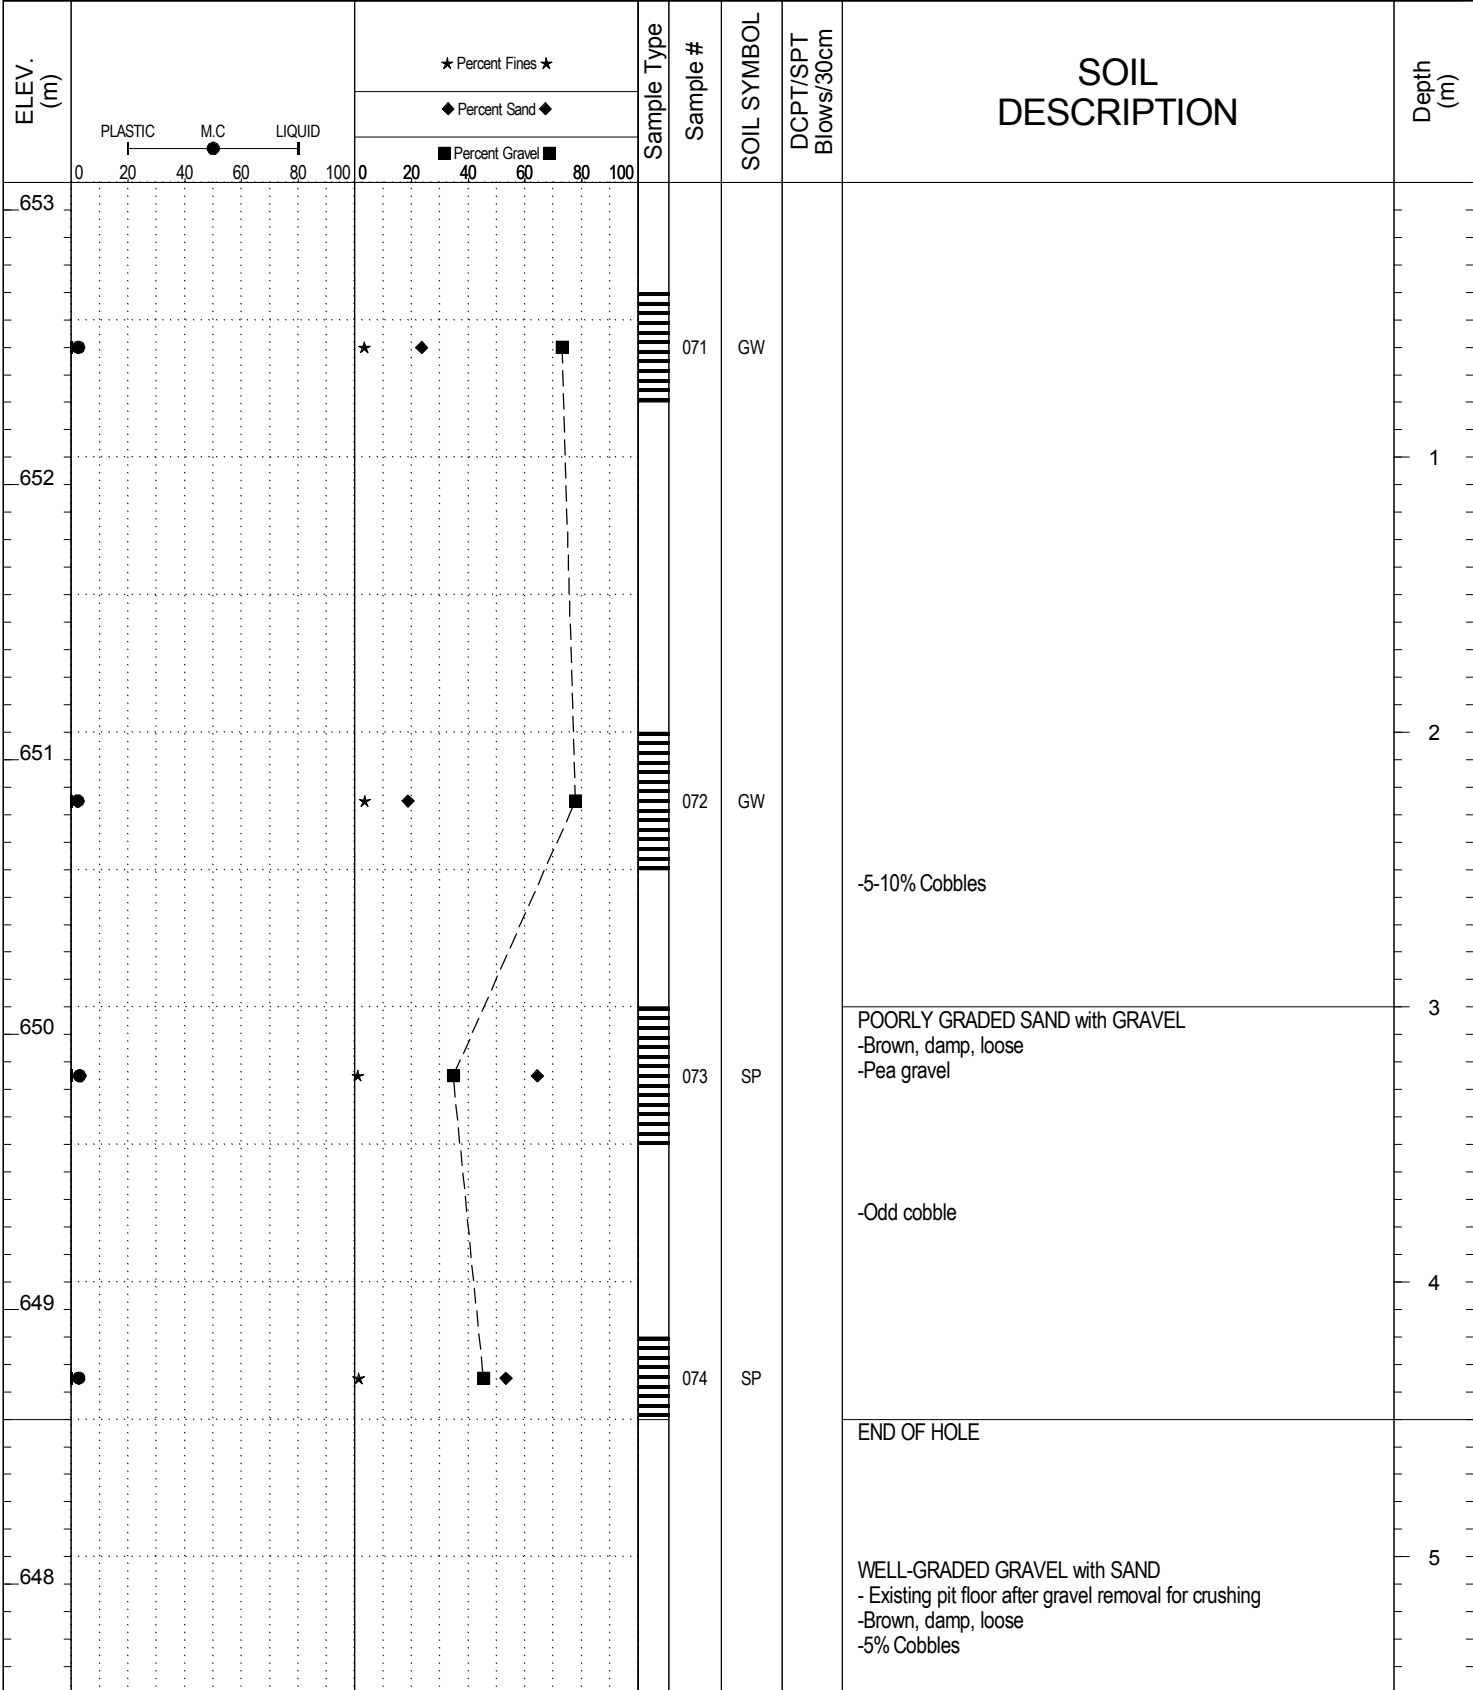 ELEV.
(m)
PLASTIC M.C LIQUID
0 20 40 60 80 100
★ Percent Fines ★
◆ Percent Sand ◆
■ Percent Gravel ■
0 20 40 60 80 100
Sample Type
Sample #
SOIL SYMBOL
DCPT/SPT
Blows/30cm
SOIL
DESCRIPTION
Depth
(m)
653
071 GW
652
1
651
2
072 GW
-5-10% Cobbles
650
3
POORLY GRADED SAND with GRAVEL
-Brown, damp, loose
-Pea gravel
073 SP
-Odd cobble
649
4
074 SP
END OF HOLE
648
5
WELL-GRADED GRAVEL with SAND
- Existing pit floor after gravel removal for crushing
-Brown, damp, loose
-5% Cobbles